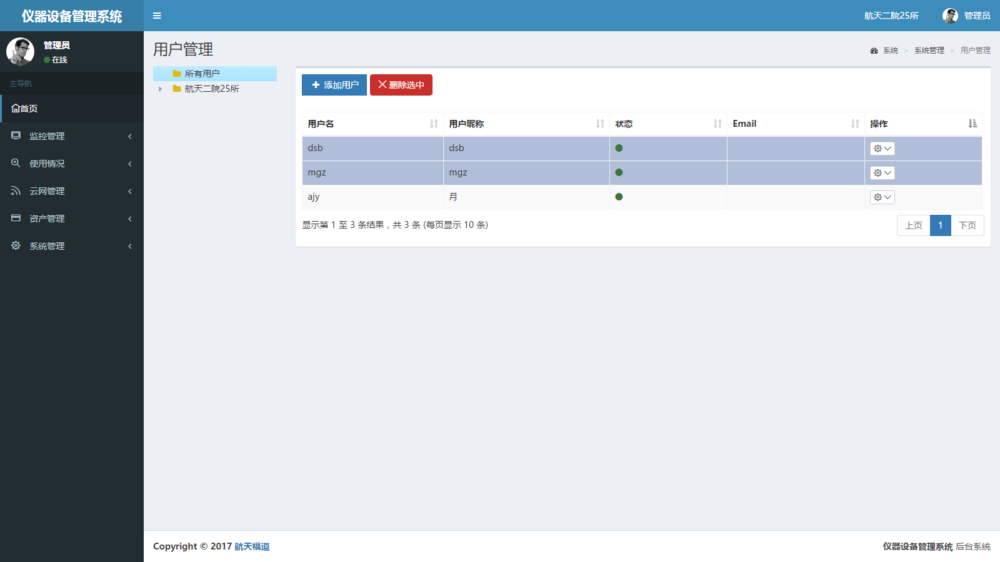 仪器设备管理系统
航天二院25所
管理员
管理员
在线
主导航
首页
监控管理
使用情况
云网管理
资产管理
系统管理
用户管理
系统 > 系统管理 > 用户管理
所有用户
航天二院25所
添加用户 删除选中
用户名 用户昵称 状态 Email 操作
dsb dsb
mgz mgz
ajy 月
显示第 1 至 3 条结果，共 3 条 (每页显示 10 条)
上页 1 下页
Copyright © 2017 航天福道
仪器设备管理系统 后台系统